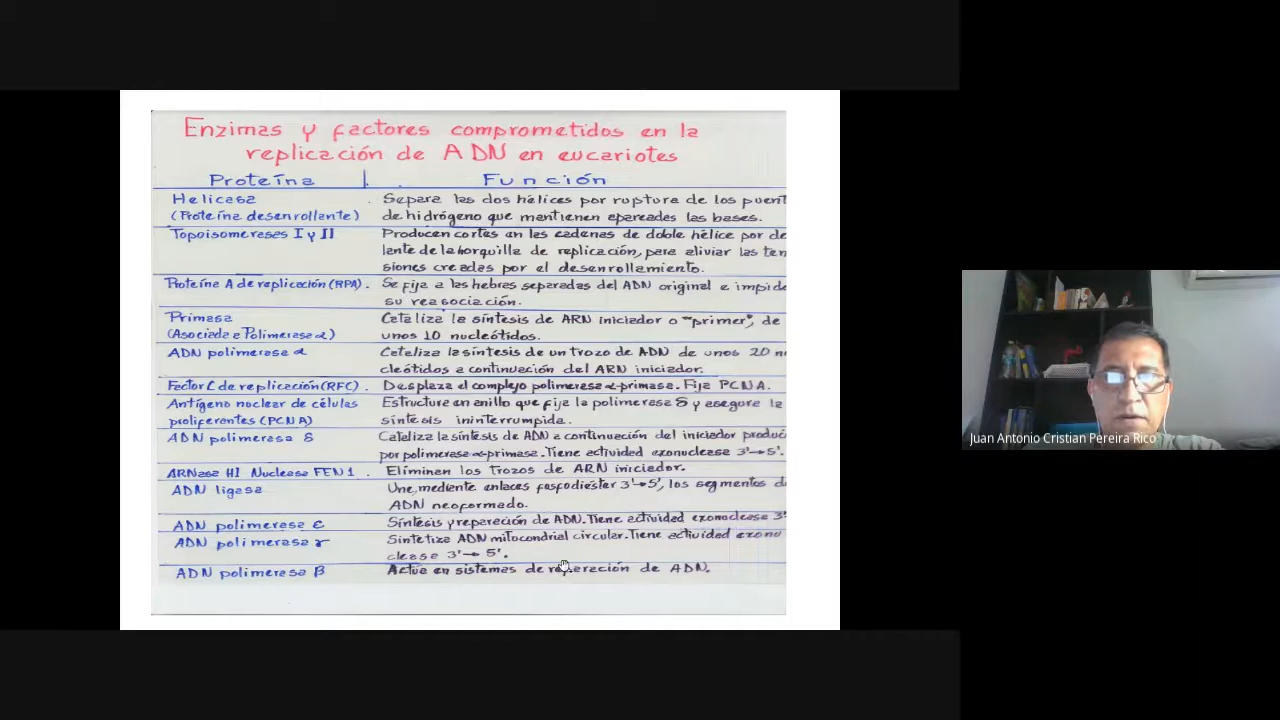 Enzimas y factores comprometidos en la
replicación de ADN en eucariotes
Proteína | Función
Helicasa
(Proteína desenrollante)
Separa las dos hélices por ruptura de los puent
de hidrógeno que mantienen apareadas las bases.
Topoisomerasas I y II
Producen cortes en las cadenas de doble hélice por de
lante de la horquilla de replicación, para aliviar las ten
siones creadas por el desenrollamiento.
Proteína A de replicación (RPA).
Se fija a las hebras separadas del ADN original e impide
su reasociación.
Primasa
(Asociada a Polimerasa α)
Cataliza la síntesis de ARN iniciador o "primer", de
unos 10 nucleótidos.
ADN polimerasa α
Cataliza la síntesis de un trozo de ADN de unos 20 nu
cleótidos a continuación del ARN iniciador.
Factor C de replicación (RFC).
Desplaza el complejo polimerasa α-primasa. Fija PCNA.
Antígeno nuclear de células
proliferantes (PCNA)
Estructura en anillo que fija la polimerasa δ y asegura la
síntesis ininterrumpida.
ADN polimerasa δ
Cataliza la síntesis de ADN a continuación del iniciador produci
por polimerasa α-primasa. Tiene actividad exonucleasa 3'→5'.
ARNasa HI Nucleasa FEN1.
Eliminan los trozos de ARN iniciador.
ADN ligasa
Une, mediante enlaces fosfodiéster 3'→5', los segmentos d
ADN neoformado.
ADN polimerasa ε
Síntesis y reparación de ADN. Tiene actividad exonucleasa 3'
ADN polimerasa γ
Sintetiza ADN mitocondrial circular. Tiene actividad exonu
cleasa 3'→5'.
ADN polimerasa β
Actúa en sistemas de reparación de ADN.
Juan Antonio Cristian Pereira Rico